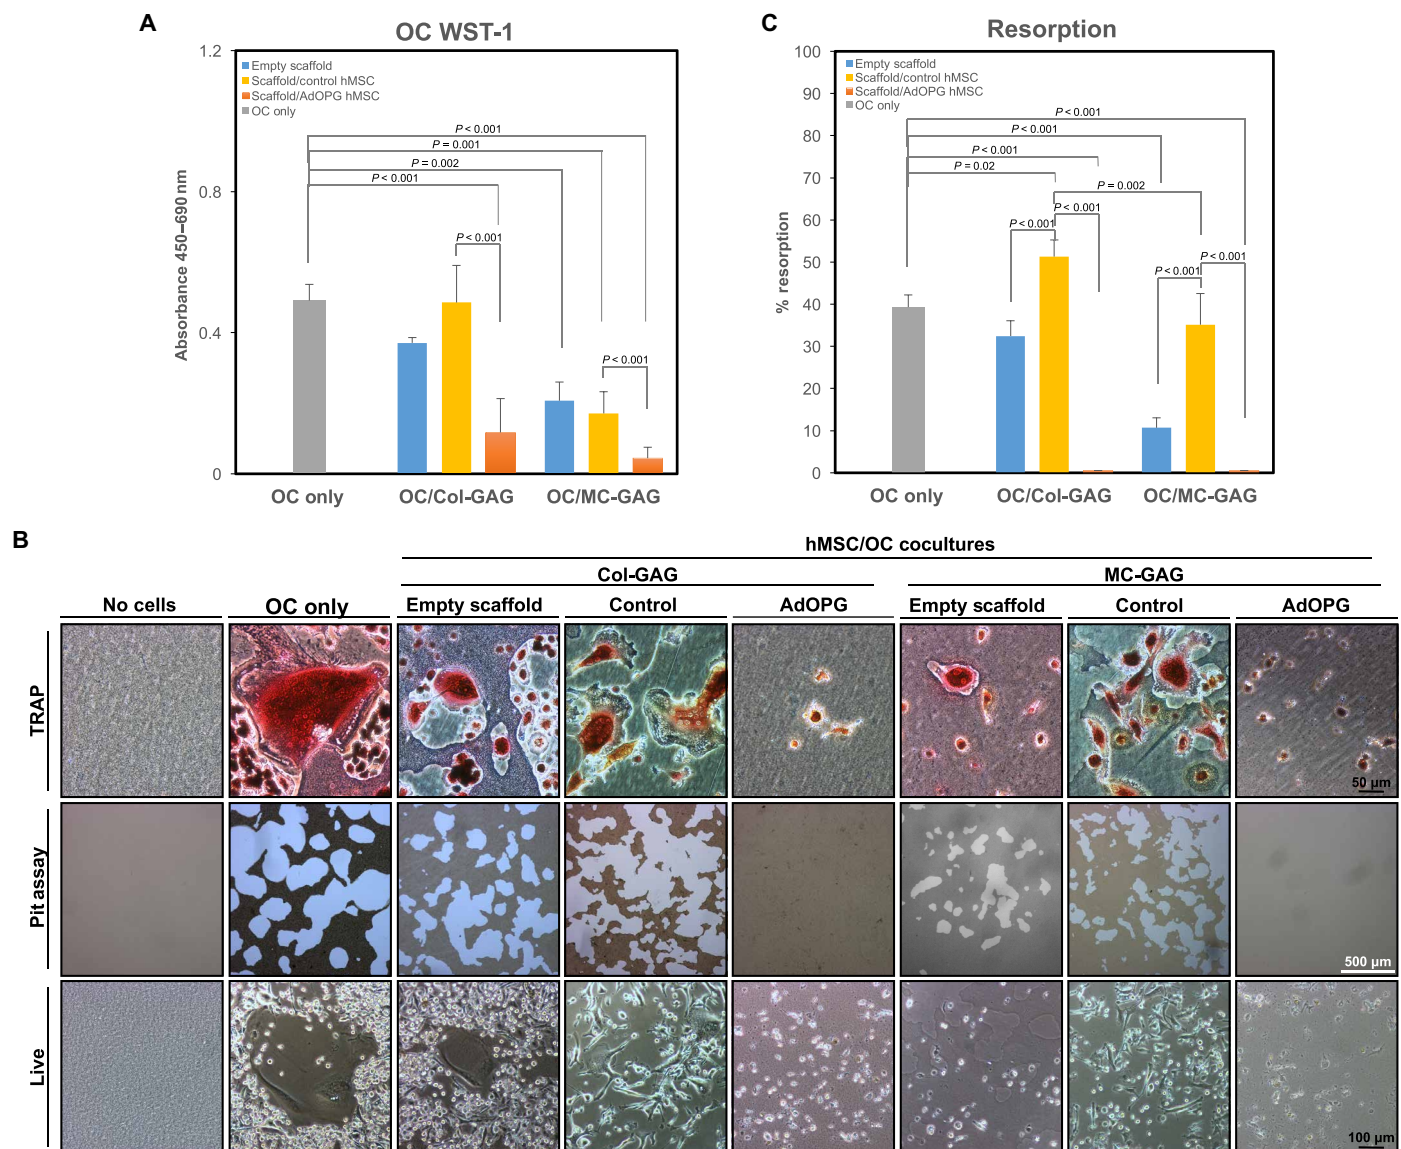 A
OC WST-1
1.2
0.8
0.4
0
Absorbance 450–690 nm
Empty scaffold
Scaffold/control hMSC
Scaffold/AdOPG hMSC
OC only
P < 0.001
P = 0.001
P = 0.002
P < 0.001
P < 0.001
P < 0.001
OC only
OC/Col-GAG
OC/MC-GAG
C
Resorption
100
90
80
70
60
50
40
30
20
10
0
% resorption
Empty scaffold
Scaffold/control hMSC
Scaffold/AdOPG hMSC
OC only
P < 0.001
P < 0.001
P < 0.001
P = 0.02
P = 0.002
P < 0.001
P < 0.001
P < 0.001
P < 0.001
OC only
OC/Col-GAG
OC/MC-GAG
B
hMSC/OC cocultures
Col-GAG
MC-GAG
No cells
OC only
Empty scaffold
Control
AdOPG
Empty scaffold
Control
AdOPG
TRAP
50 µm
Pit assay
500 µm
Live
100 µm